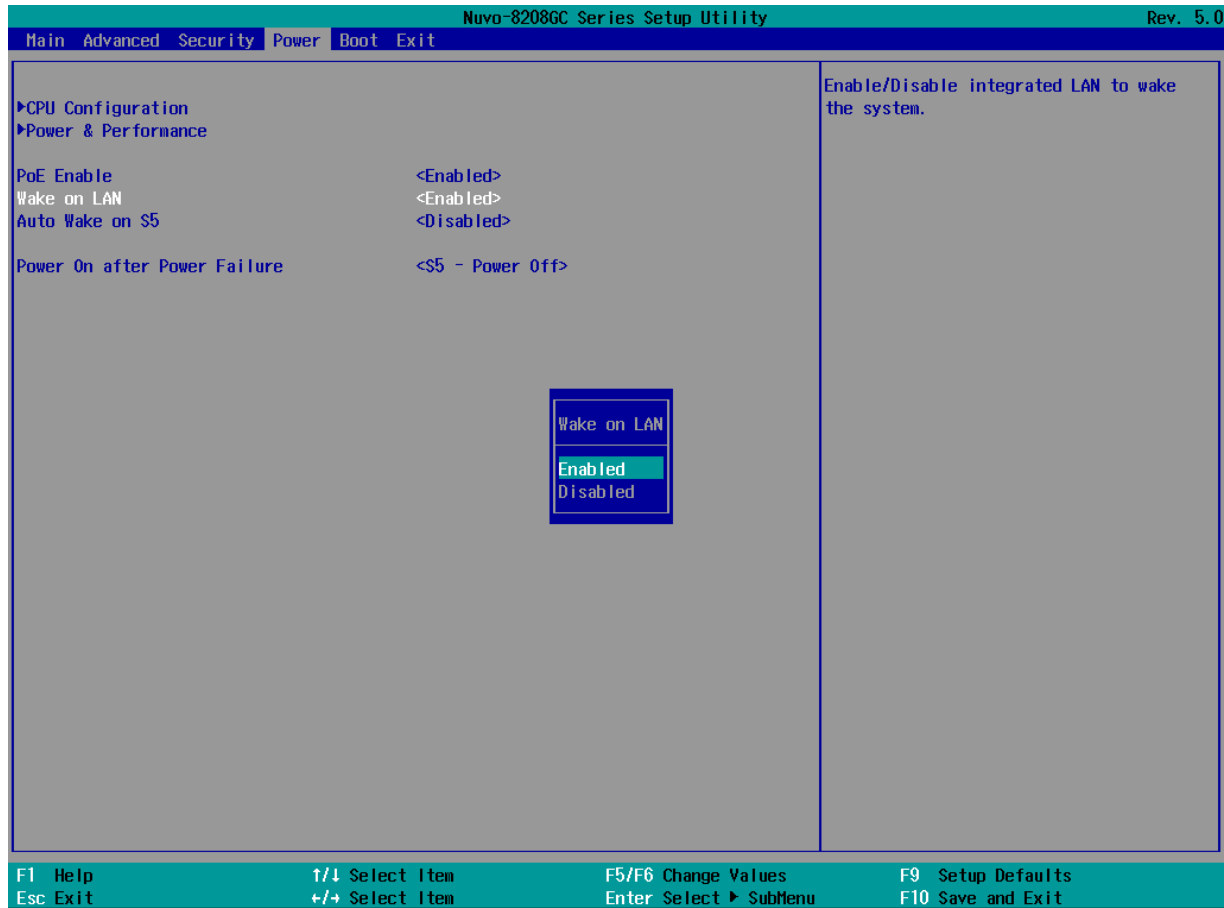 Nuvo-8208GC Series Setup Utility Rev. 5.0
Main Advanced Security Power Boot Exit
▶CPU Configuration
▶Power & Performance
PoE Enable <Enabled>
Wake on LAN <Enabled>
Auto Wake on S5 <Disabled>
Power On after Power Failure <S5 - Power Off>
Enable/Disable integrated LAN to wake
the system.
Wake on LAN
Enabled
Disabled
F1 Help ↑/↓ Select Item F5/F6 Change Values F9 Setup Defaults
Esc Exit ←/→ Select Item Enter Select ▶ SubMenu F10 Save and Exit